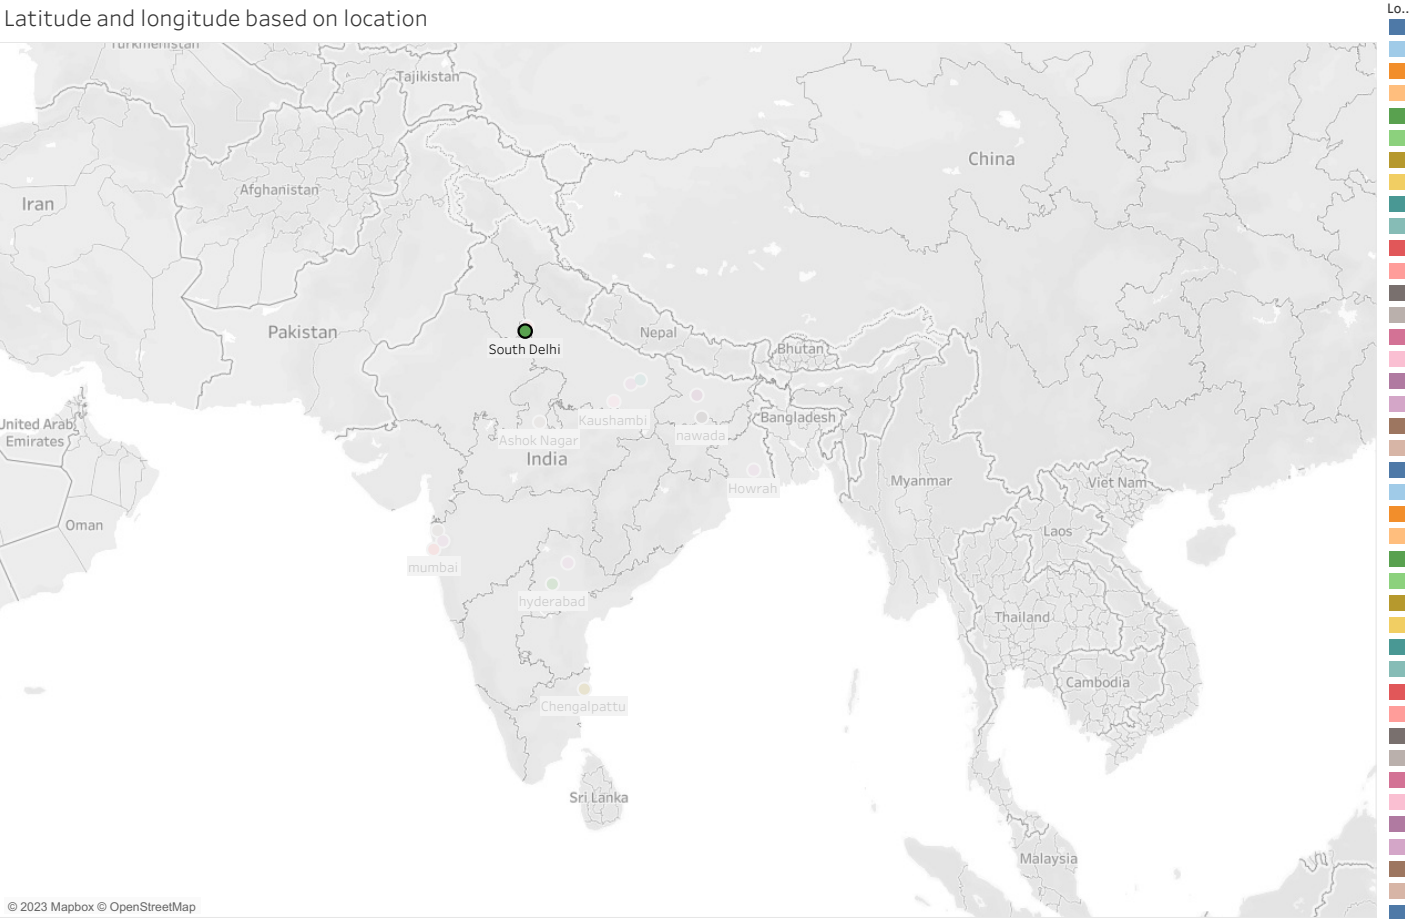 Latitude and longitude based on location
Lo..
Turkmenistan
Tajikistan
China
Afghanistan
Iran
Pakistan
Nepal
South Delhi
Bhutan
Kaushambi
Bangladesh
United Arab
Emirates
nawada
Ashok Nagar
India
Myanmar
Viet Nam
Howrah
Oman
Laos
mumbai
hyderabad
Thailand
Cambodia
Chengalpattu
Sri Lanka
Malaysia
© 2023 Mapbox © OpenStreetMap